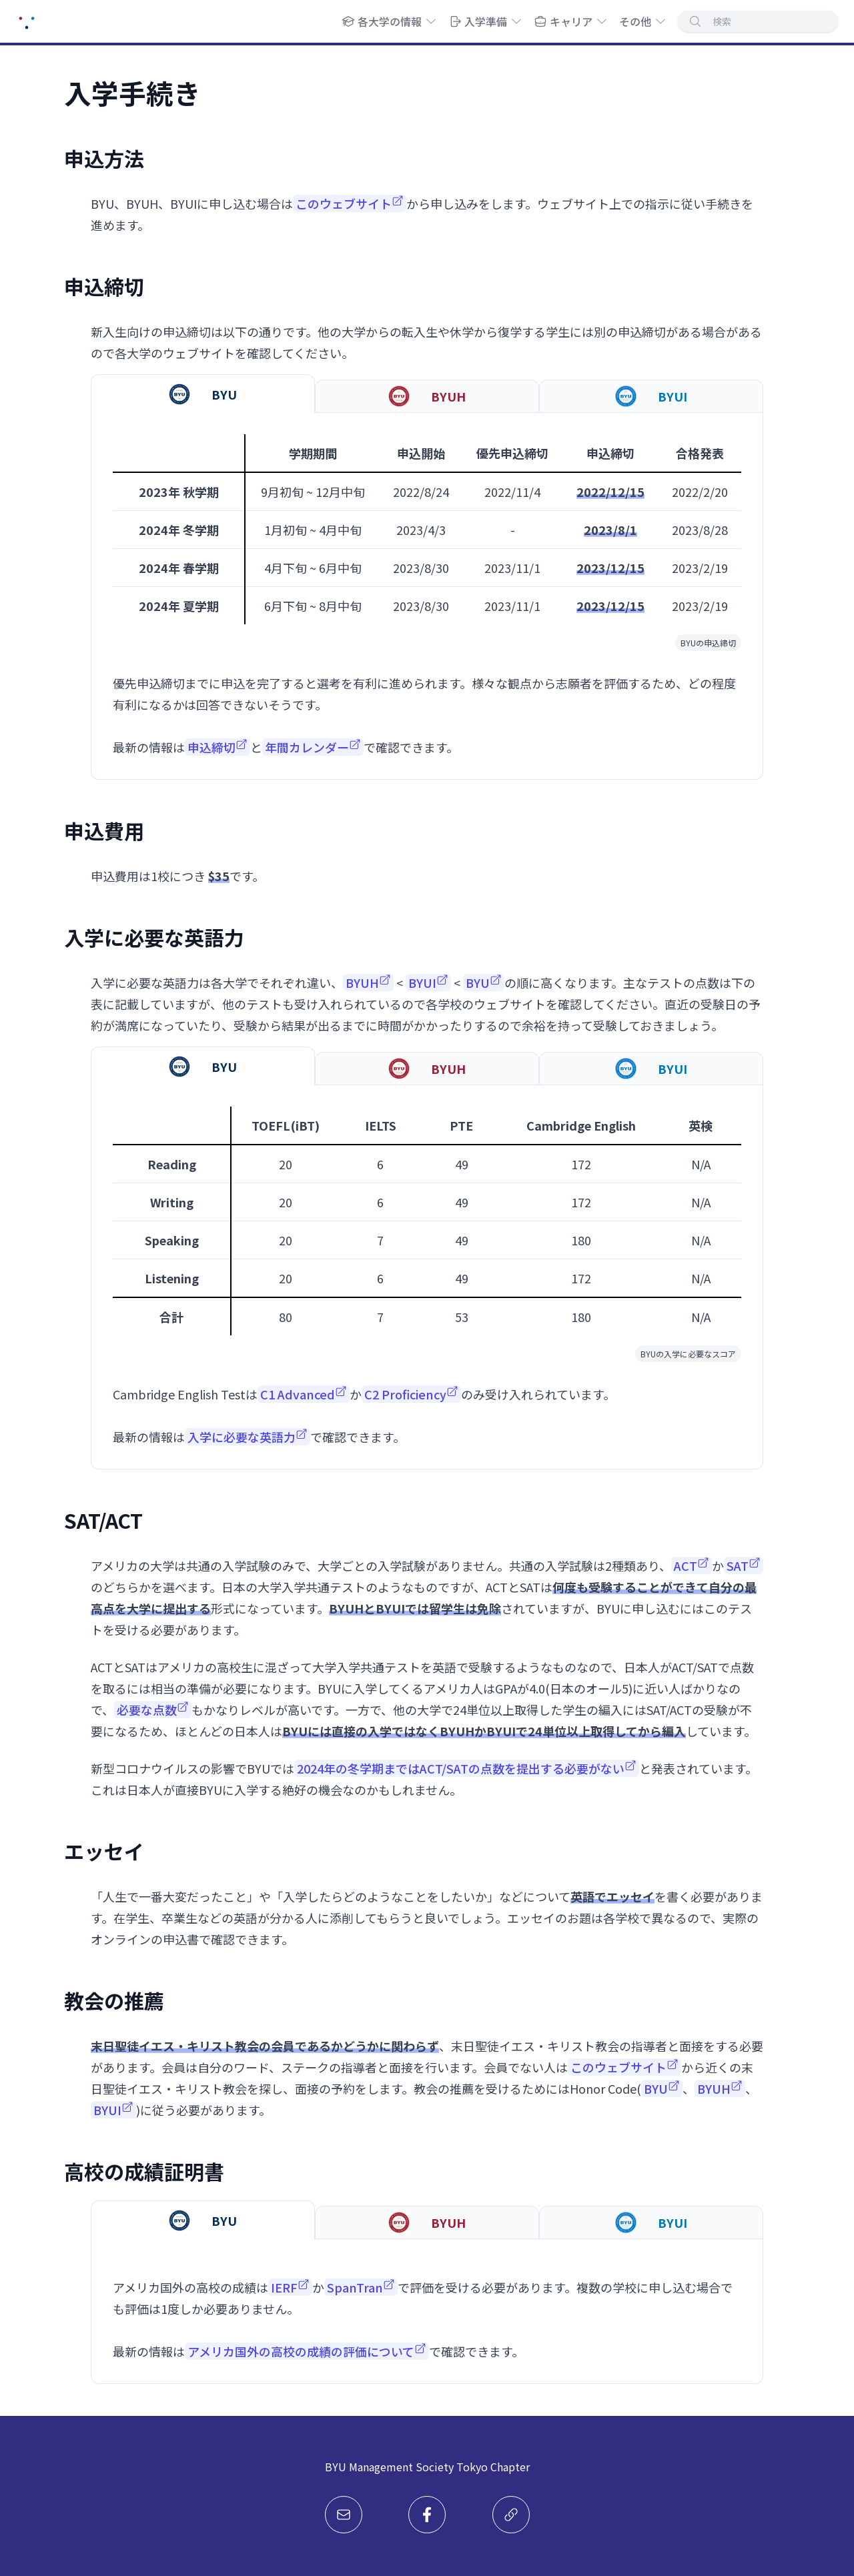 各大学の情報 入学準備 キャリア その他 検索
入学手続き
申込方法
BYU、BYUH、BYUIに申し込む場合はこのウェブサイトから申し込みをします。ウェブサイト上での指示に従い手続きを
進めます。
申込締切
新入生向けの申込締切は以下の通りです。他の大学からの転入生や休学から復学する学生には別の申込締切がある場合がある
ので各大学のウェブサイトを確認してください。
BYU BYUH BYUI
学期期間 申込開始 優先申込締切 申込締切 合格発表
2023年 秋学期 9月初旬 ~ 12月中旬 2022/8/24 2022/11/4 2022/12/15 2022/2/20
2024年 冬学期 1月初旬 ~ 4月中旬 2023/4/3 - 2023/8/1 2023/8/28
2024年 春学期 4月下旬 ~ 6月中旬 2023/8/30 2023/11/1 2023/12/15 2023/2/19
2024年 夏学期 6月下旬 ~ 8月中旬 2023/8/30 2023/11/1 2023/12/15 2023/2/19
BYUの申込締切
優先申込締切までに申込を完了すると選考を有利に進められます。様々な観点から志願者を評価するため、どの程度
有利になるかは回答できないそうです。
最新の情報は申込締切と年間カレンダーで確認できます。
申込費用
申込費用は1校につき$35です。
入学に必要な英語力
入学に必要な英語力は各大学でそれぞれ違い、BYUH < BYUI < BYUの順に高くなります。主なテストの点数は下の
表に記載していますが、他のテストも受け入れられているので各学校のウェブサイトを確認してください。直近の受験日の予
約が満席になっていたり、受験から結果が出るまでに時間がかかったりするので余裕を持って受験しておきましょう。
BYU BYUH BYUI
TOEFL(iBT) IELTS PTE Cambridge English 英検
Reading 20 6 49 172 N/A
Writing 20 6 49 172 N/A
Speaking 20 7 49 180 N/A
Listening 20 6 49 172 N/A
合計 80 7 53 180 N/A
BYUの入学に必要なスコア
Cambridge English TestはC1 AdvancedかC2 Proficiencyのみ受け入れられています。
最新の情報は入学に必要な英語力で確認できます。
SAT/ACT
アメリカの大学は共通の入学試験のみで、大学ごとの入学試験がありません。共通の入学試験は2種類あり、ACTかSAT
のどちらかを選べます。日本の大学入学共通テストのようなものですが、ACTとSATは何度も受験することができて自分の最
高点を大学に提出する形式になっています。BYUHとBYUIでは留学生は免除されていますが、BYUに申し込むにはこのテス
トを受ける必要があります。
ACTとSATはアメリカの高校生に混ざって大学入学共通テストを英語で受験するようなものなので、日本人がACT/SATで点数
を取るには相当の準備が必要になります。BYUに入学してくるアメリカ人はGPAが4.0(日本のオール5)に近い人ばかりなの
で、必要な点数もかなりレベルが高いです。一方で、他の大学で24単位以上取得した学生の編入にはSAT/ACTの受験が不
要になるため、ほとんどの日本人はBYUには直接の入学ではなくBYUHかBYUIで24単位以上取得してから編入しています。
新型コロナウイルスの影響でBYUでは2024年の冬学期まではACT/SATの点数を提出する必要がないと発表されています。
これは日本人が直接BYUに入学する絶好の機会なのかもしれません。
エッセイ
「人生で一番大変だったこと」や「入学したらどのようなことをしたいか」などについて英語でエッセイを書く必要がありま
す。在学生、卒業生などの英語が分かる人に添削してもらうと良いでしょう。エッセイのお題は各学校で異なるので、実際の
オンラインの申込書で確認できます。
教会の推薦
末日聖徒イエス・キリスト教会の会員であるかどうかに関わらず、末日聖徒イエス・キリスト教会の指導者と面接をする必要
があります。会員は自分のワード、ステークの指導者と面接を行います。会員でない人はこのウェブサイトから近くの末
日聖徒イエス・キリスト教会を探し、面接の予約をします。教会の推薦を受けるためにはHonor Code(BYU、BYUH、
BYUI)に従う必要があります。
高校の成績証明書
BYU BYUH BYUI
アメリカ国外の高校の成績はIERFかSpanTranで評価を受ける必要があります。複数の学校に申し込む場合で
も評価は1度しか必要ありません。
最新の情報はアメリカ国外の高校の成績の評価についてで確認できます。
BYU Management Society Tokyo Chapter